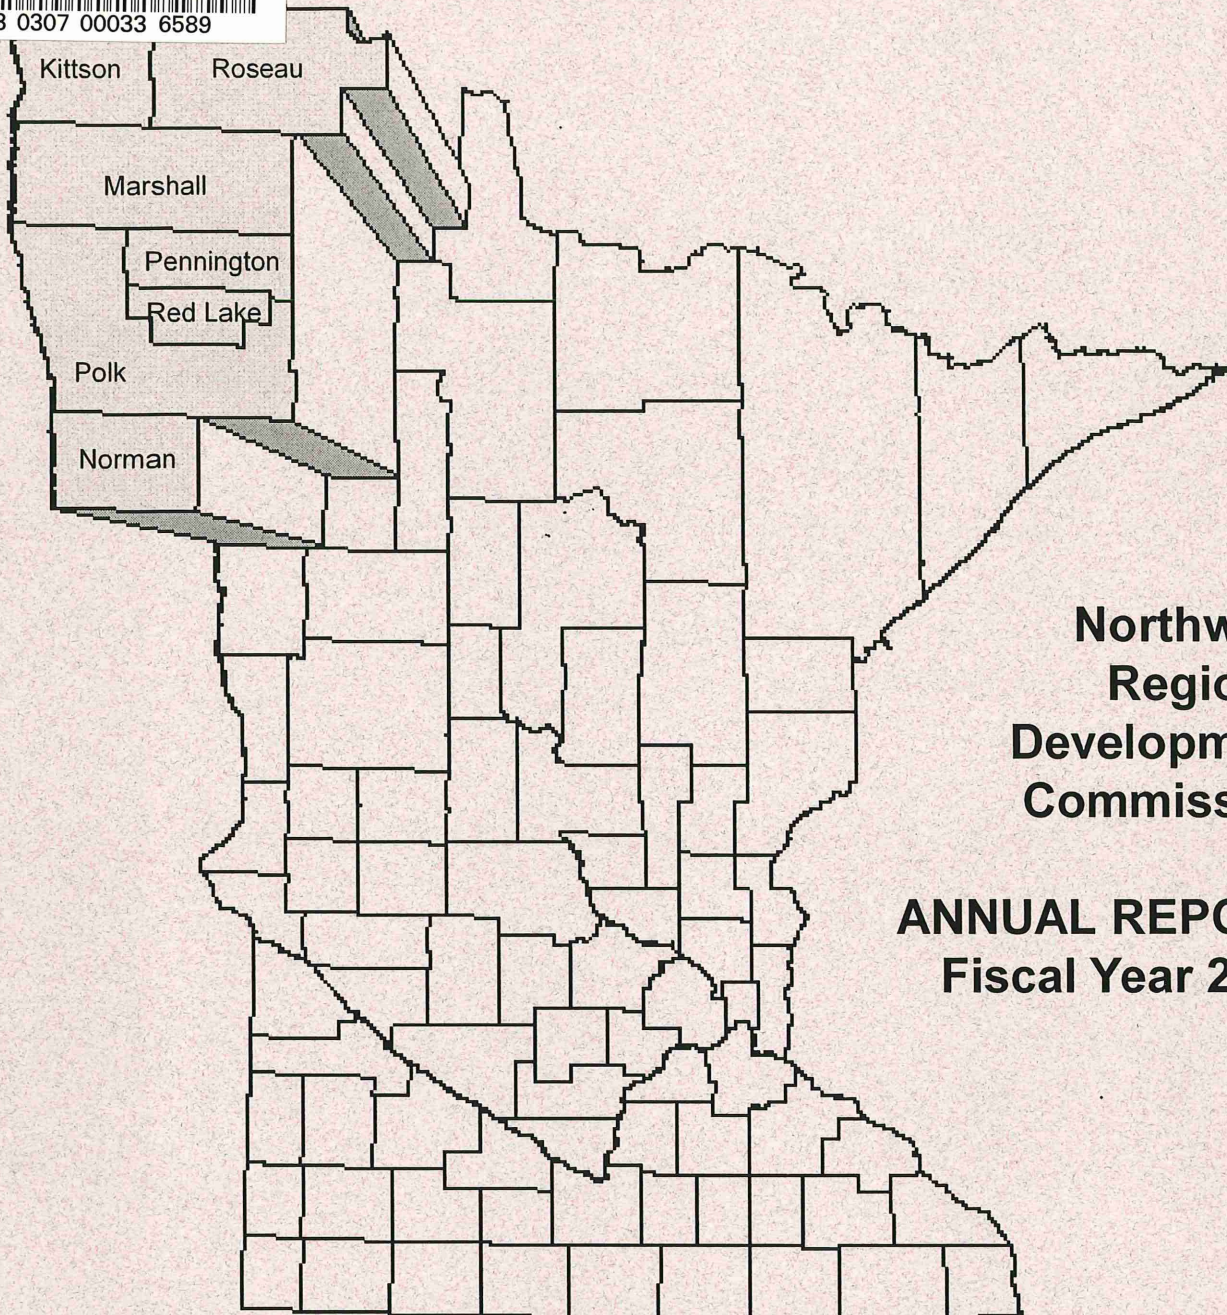 3 0307 00033 6589
Kittson
Roseau
Marshall
Pennington
Red Lake
Polk
Norman
Northw
Regio
Developm
Commiss
ANNUAL REPO
Fiscal Year 2